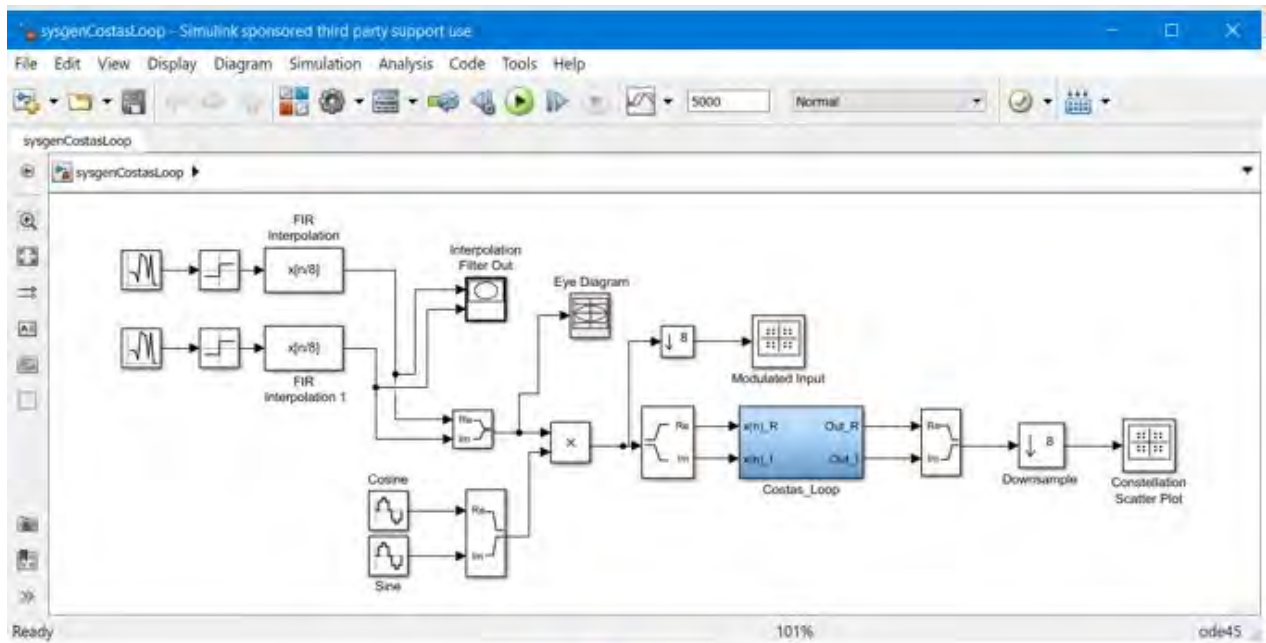 sysgenCostasLoop - Simulink sponsored third party support use
File Edit View Display Diagram Simulation Analysis Code Tools Help
5000 Normal
sysgenCostasLoop
sysgenCostasLoop
FIR
Interpolation
x[n/8]
Interpolation
Filter Out
Eye Diagram
x[n/8]
FIR
Interpolation 1
8
Modulated Input
Re
Im
×
Re
Im
x(n)_R Out_R
x(n)_I Out_I
Costas_Loop
Re
Im
8
Downsample
Constellation
Scatter Plot
Cosine
Re
Im
Sine
Ready 101% ode45